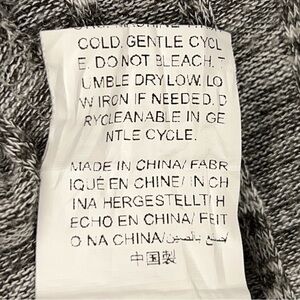 COLD. GENTLE CYCL
E. DO NOT BLEACH. T
UMBLE DRY LOW. LO
W IRON IF NEEDED. D
RYCLEANABLE IN GE
NTLE CYCLE.
MADE IN CHINA/ FABR
IQUÉ EN CHINE/ IN CH
INA HERGESTELLT/ H
ECHO EN CHINA/ FEIT
O NA CHINA/صنع بالصين/
中国製